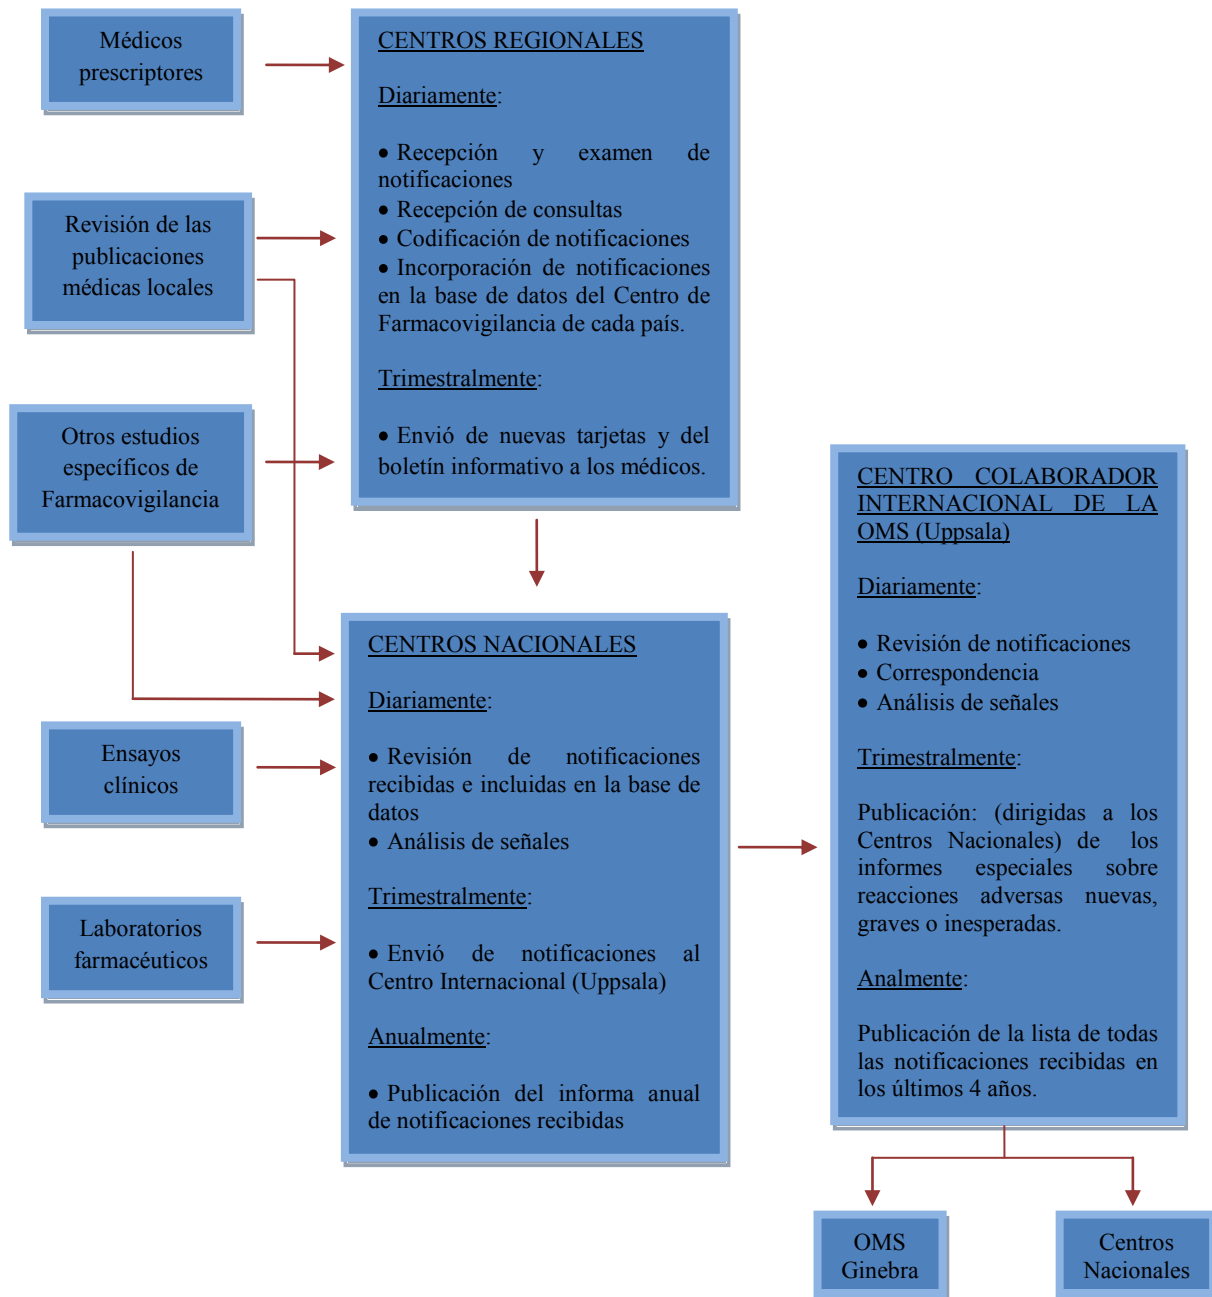 Médicos
prescriptores
CENTROS REGIONALES
Diariamente:
• Recepción y examen de
notificaciones
• Recepción de consultas
• Codificación de notificaciones
• Incorporación de notificaciones
en la base de datos del Centro de
Farmacovigilancia de cada país.
Trimestralmente:
• Envió de nuevas tarjetas y del
boletín informativo a los médicos.
Revisión de las
publicaciones
médicas locales
Otros estudios
específicos de
Farmacovigilancia
Ensayos
clínicos
Laboratorios
farmacéuticos
CENTROS NACIONALES
Diariamente:
• Revisión de notificaciones
recibidas e incluidas en la base de
datos
• Análisis de señales
Trimestralmente:
• Envió de notificaciones al
Centro Internacional (Uppsala)
Anualmente:
• Publicación del informa anual
de notificaciones recibidas
CENTRO COLABORADOR
INTERNACIONAL DE LA
OMS (Uppsala)
Diariamente:
• Revisión de notificaciones
• Correspondencia
• Análisis de señales
Trimestralmente:
Publicación: (dirigidas a los
Centros Nacionales) de los
informes especiales sobre
reacciones adversas nuevas,
graves o inesperadas.
Analmente:
Publicación de la lista de todas
las notificaciones recibidas en
los últimos 4 años.
OMS
Ginebra
Centros
Nacionales